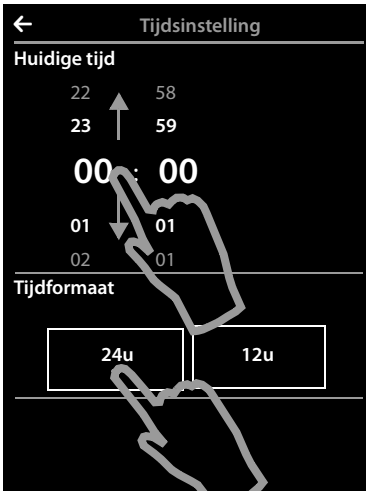 Tijdsinstelling
Huidige tijd
22 58
23 59
00 : 00
01 01
02 01
Tijdformaat
24u 12u